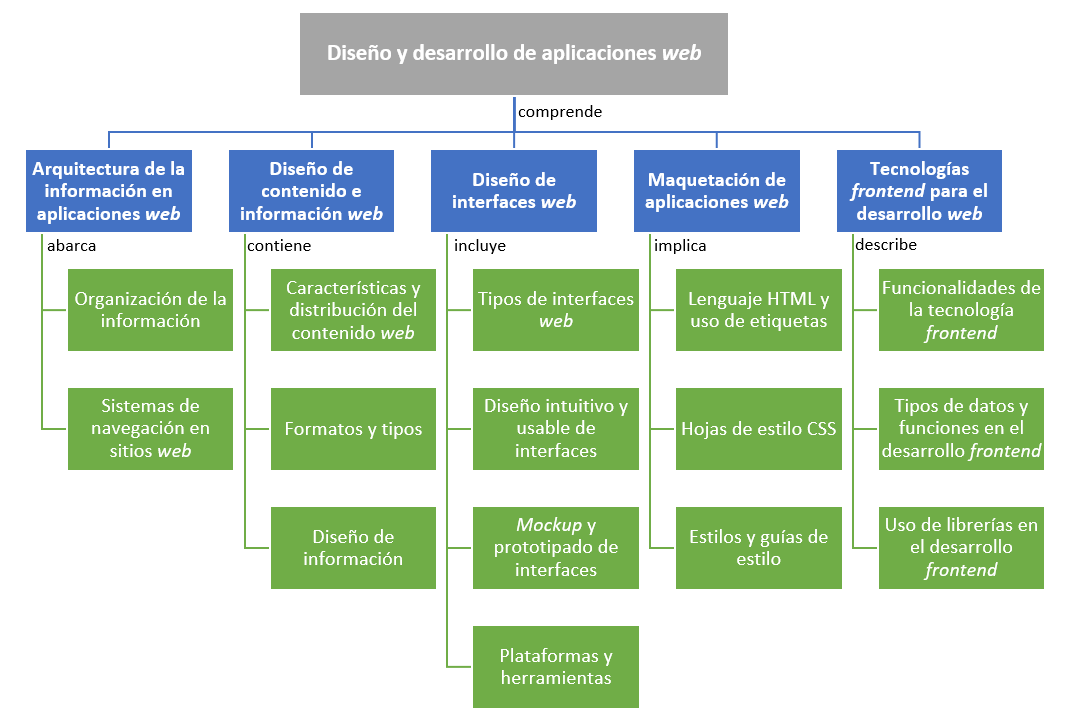 Diseño y desarrollo de aplicaciones web
comprende
Arquitectura de la
información en
aplicaciones web
abarca
Organización de la
información
Sistemas de
navegación en
sitios web
Diseño de
contenido e
información web
contiene
Características y
distribución del
contenido web
Formatos y tipos
Diseño de
información
Diseño de
interfaces web
incluye
Tipos de interfaces
web
Diseño intuitivo y
usable de
interfaces
Mockup y
prototipado de
interfaces
Plataformas y
herramientas
Maquetación de
aplicaciones web
implica
Lenguaje HTML y
uso de etiquetas
Hojas de estilo CSS
Estilos y guías de
estilo
Tecnologías
frontend para el
desarrollo web
describe
Funcionalidades de
la tecnología
frontend
Tipos de datos y
funciones en el
desarrollo frontend
Uso de librerías en
el desarrollo
frontend